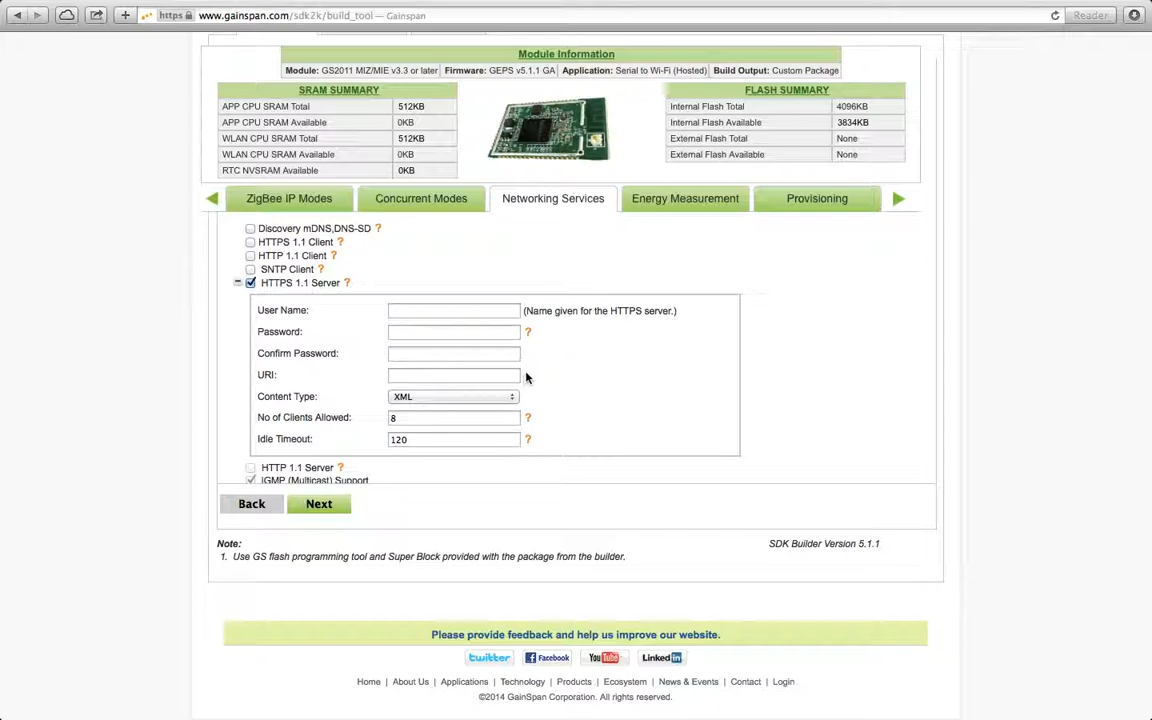 https www.gainspan.com/sdk2k/build_tool — Gainspan Reader
Module Information
Module: GS2011 MIZ/MIE v3.3 or later Firmware: GEPS v5.1.1 GA Application: Serial to Wi-Fi (Hosted) Build Output: Custom Package
SRAM SUMMARY
APP CPU SRAM Total 512KB
APP CPU SRAM Available 0KB
WLAN CPU SRAM Total 512KB
WLAN CPU SRAM Available 0KB
RTC NVSRAM Available 0KB
FLASH SUMMARY
Internal Flash Total 4096KB
Internal Flash Available 3834KB
External Flash Total None
External Flash Available None
ZigBee IP Modes Concurrent Modes Networking Services Energy Measurement Provisioning
Discovery mDNS,DNS-SD ?
HTTPS 1.1 Client ?
HTTP 1.1 Client ?
SNTP Client ?
HTTPS 1.1 Server ?
User Name: (Name given for the HTTPS server.)
Password: ?
Confirm Password:
URI:
Content Type: XML
No of Clients Allowed: 8 ?
Idle Timeout: 120 ?
HTTP 1.1 Server ?
IGMP (Multicast) Support
Back Next
Note: SDK Builder Version 5.1.1
1. Use GS flash programming tool and Super Block provided with the package from the builder.
Please provide feedback and help us improve our website.
twitter Facebook YouTube LinkedIn
Home | About Us | Applications | Technology | Products | Ecosystem | News & Events | Contact | Login
©2014 GainSpan Corporation. All rights reserved.